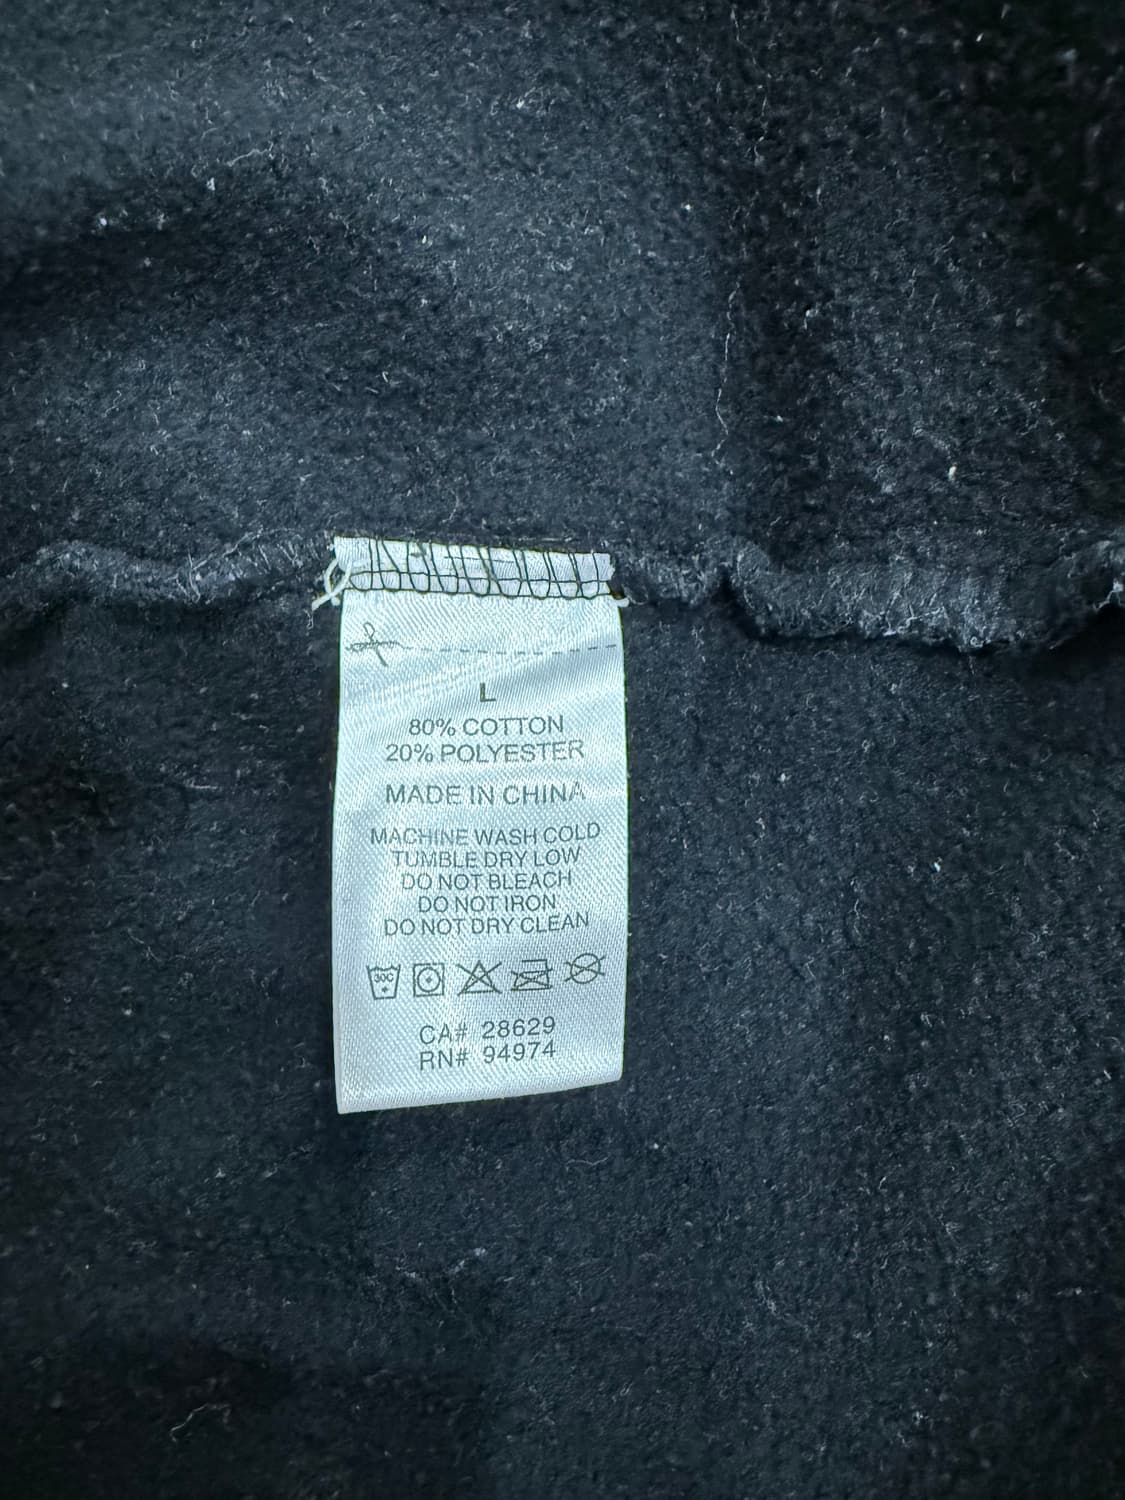 L
80% COTTON
20% POLYESTER
MADE IN CHINA
MACHINE WASH COLD
TUMBLE DRY LOW
DO NOT BLEACH
DO NOT IRON
DO NOT DRY CLEAN
CA# 28629
RN# 94974